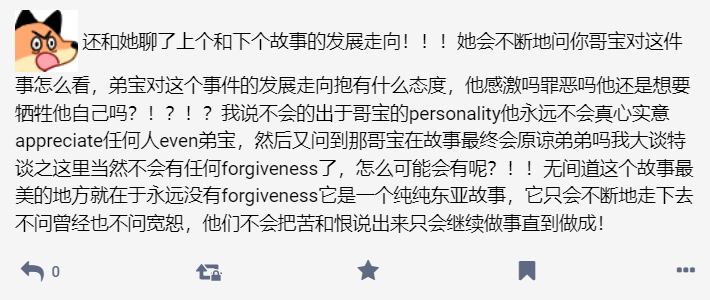 还和她聊了上个和下个故事的发展走向！！！她会不断地问你哥宝对这件
事怎么看，弟宝对这个事件的发展走向抱有什么态度，他感激吗罪恶吗他还是想要
牺牲他自己吗？！？！？我说不会的出于哥宝的personality他永远不会真心实意
appreciate任何人even弟宝，然后又问到那哥宝在故事最终会原谅弟弟吗我大谈特
谈之这里当然不会有任何forgiveness了，怎么可能会有呢？！！无间道这个故事最
美的地方就在于永远没有forgiveness它是一个纯纯东亚故事，它只会不断地走下去
不问曾经也不问宽恕，他们不会把苦和恨说出来只会继续做事直到做成！
0